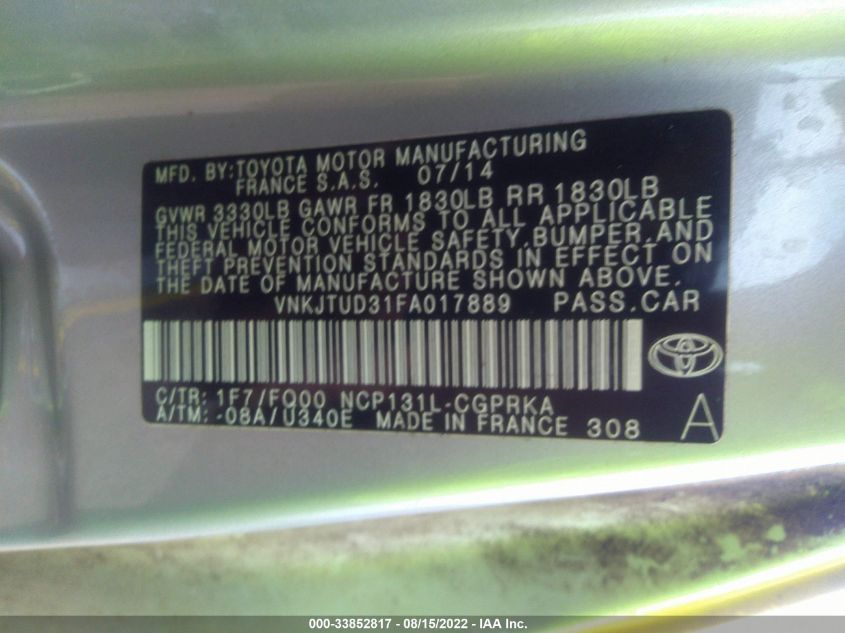 MFD. BY:TOYOTA MOTOR MANUFACTURING
FRANCE S.A.S. 07/14
GVWR 3330LB GAWR FR 1830LB RR 1830LB
THIS VEHICLE CONFORMS TO ALL APPLICABLE
FEDERAL MOTOR VEHICLE SAFETY,BUMPER,AND
THEFT PREVENTION STANDARDS IN EFFECT ON
THE DATE OF MANUFACTURE SHOWN ABOVE.
VNKJTUD31FA017889 PASS.CAR
C/TR: 1F7/FQ00 NCP131L-CGPRKA
A/TM: -08A/U340E MADE IN FRANCE 308 A
000-33852817 - 08/15/2022 - IAA Inc.